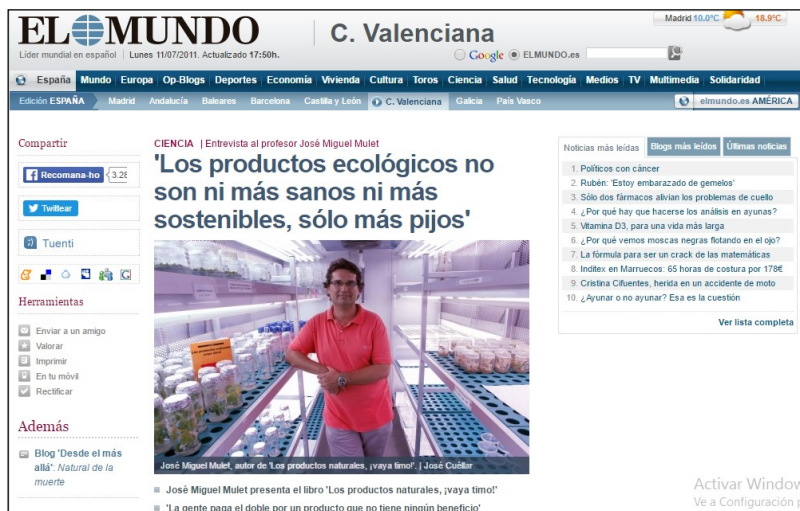 EL MUNDO
C. Valenciana
Madrid 10.0°C 18.9°C
Líder mundial en español | Lunes 11/07/2011. Actualizado 17:50h.
Google ELMUNDO.es
España Mundo Europa Op-Blogs Deportes Economía Vivienda Cultura Toros Ciencia Salud Tecnología Medios TV Multimedia Solidaridad
Edición ESPAÑA Madrid Andalucía Baleares Barcelona Castilla y León C. Valenciana Galicia País Vasco elmundo.es AMÉRICA
Compartir
Recomana-ho 3.28
Twittear
Tuenti
Herramientas
Enviar a un amigo
Valorar
Imprimir
En tu móvil
Rectificar
Además
Blog 'Desde el más
allá': Natural de la
muerte
CIENCIA | Entrevista al profesor José Miguel Mulet
'Los productos ecológicos no
son ni más sanos ni más
sostenibles, sólo más pijos'
José Miguel Mulet, autor de 'Los productos naturales, ¡vaya timo!'. | José Cuéllar
José Miguel Mulet presenta el libro 'Los productos naturales, ¡vaya timo!'
'La gente paga el doble por un producto que no tiene ningún beneficio'
Noticias más leídas Blogs más leídos Últimas noticias
1. Políticos con cáncer
2. Rubén: 'Estoy embarazado de gemelos'
3. Sólo dos fármacos alivian los problemas de cuello
4. ¿Por qué hay que hacerse los análisis en ayunas?
5. Vitamina D3, para una vida más larga
6. ¿Por qué vemos moscas negras flotando en el ojo?
7. La fórmula para ser un crack de las matemáticas
8. Inditex en Marruecos: 65 horas de costura por 178€
9. Cristina Cifuentes, herida en un accidente de moto
10. ¿Ayunar o no ayunar? Esa es la cuestión
Ver lista completa
Activar Window
Ve a Configuración p